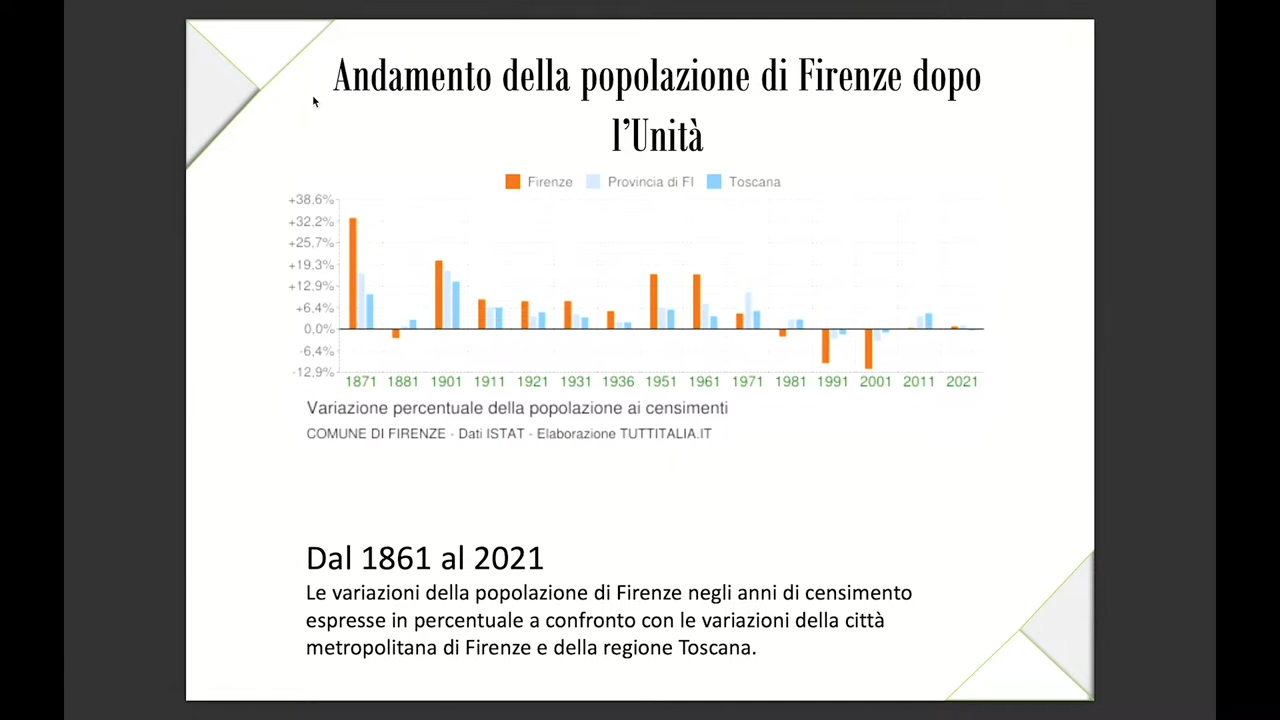 Andamento della popolazione di Firenze dopo
l’Unità
Firenze Provincia di FI Toscana
+38,6%
+32,2%
+25,7%
+19,3%
+12,9%
+6,4%
0,0%
-6,4%
-12,9%
1871 1881 1901 1911 1921 1931 1936 1951 1961 1971 1981 1991 2001 2011 2021
Variazione percentuale della popolazione ai censimenti
COMUNE DI FIRENZE - Dati ISTAT - Elaborazione TUTTITALIA.IT
Dal 1861 al 2021
Le variazioni della popolazione di Firenze negli anni di censimento
espresse in percentuale a confronto con le variazioni della città
metropolitana di Firenze e della regione Toscana.